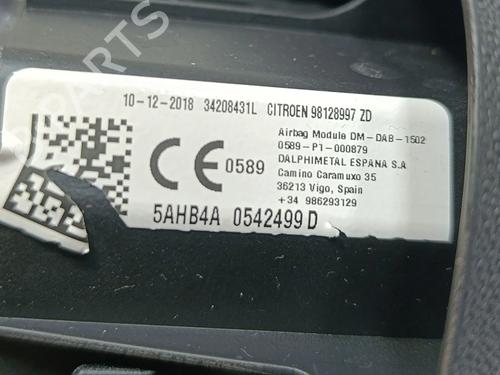 10-12-2018 34208431L CITROEN 98128997 ZD
Airbag Module DM-DAB-1502
0589-P1-000879
DALPHIMETAL ESPANA S.A
Camino Caramuxo 35
36213 Vigo, Spain
+34 986293129
CE 0589
5AHB4A 0542499 D